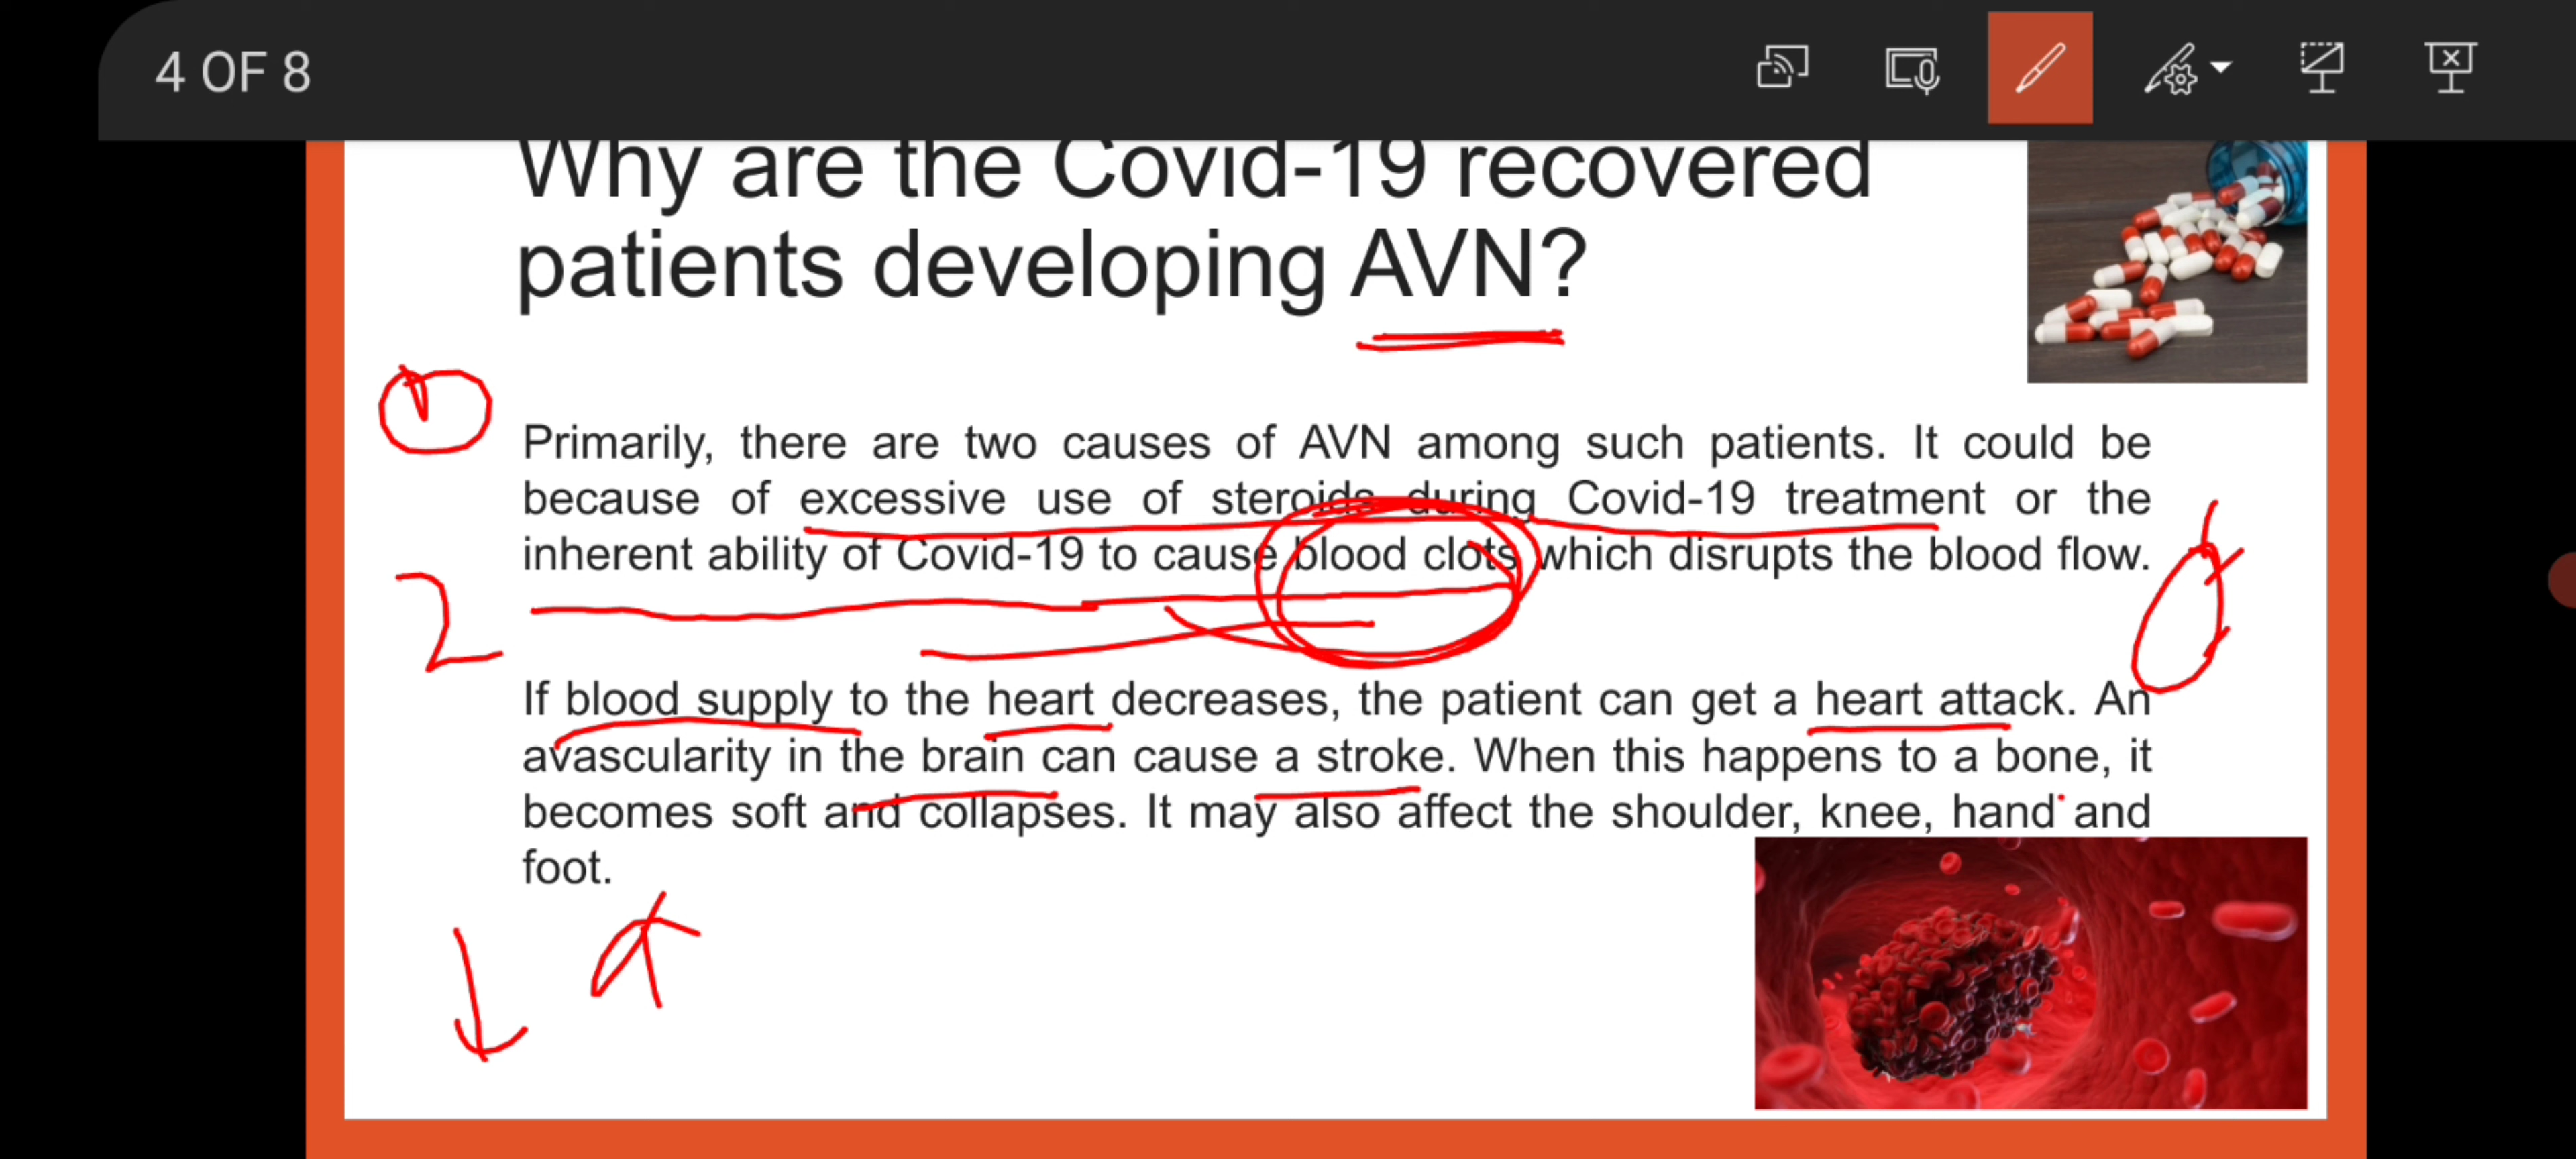 4 OF 8
Why are the Covid-19 recovered
patients developing AVN?
1
Primarily, there are two causes of AVN among such patients. It could be
because of excessive use of steroids during Covid-19 treatment or the
inherent ability of Covid-19 to cause blood clots which disrupts the blood flow.
2
If blood supply to the heart decreases, the patient can get a heart attack. An
avascularity in the brain can cause a stroke. When this happens to a bone, it
becomes soft and collapses. It may also affect the shoulder, knee, hand and
foot.